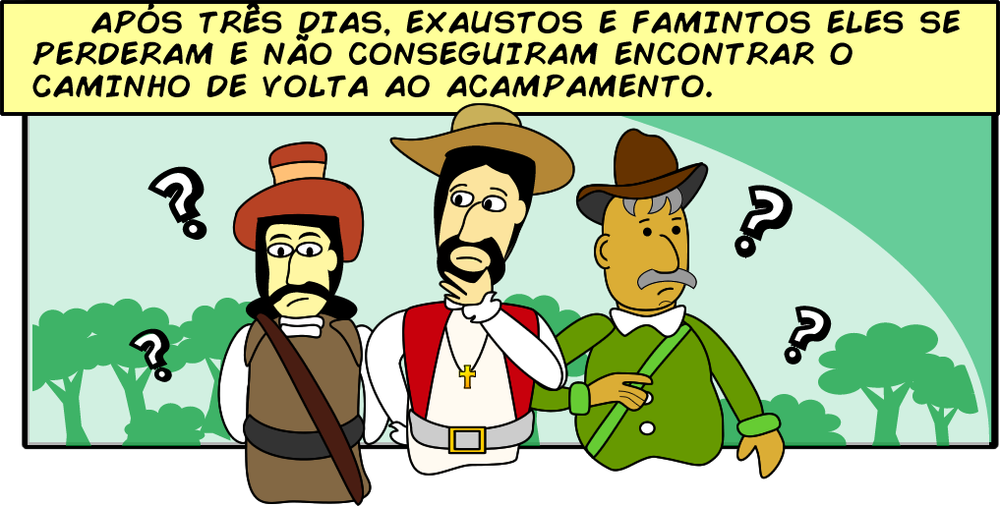 APÓS TRÊS DIAS, EXAUSTOS E FAMINTOS ELES SE
PERDERAM E NÃO CONSEGUIRAM ENCONTRAR O
CAMINHO DE VOLTA AO ACAMPAMENTO.
?
?
?
?